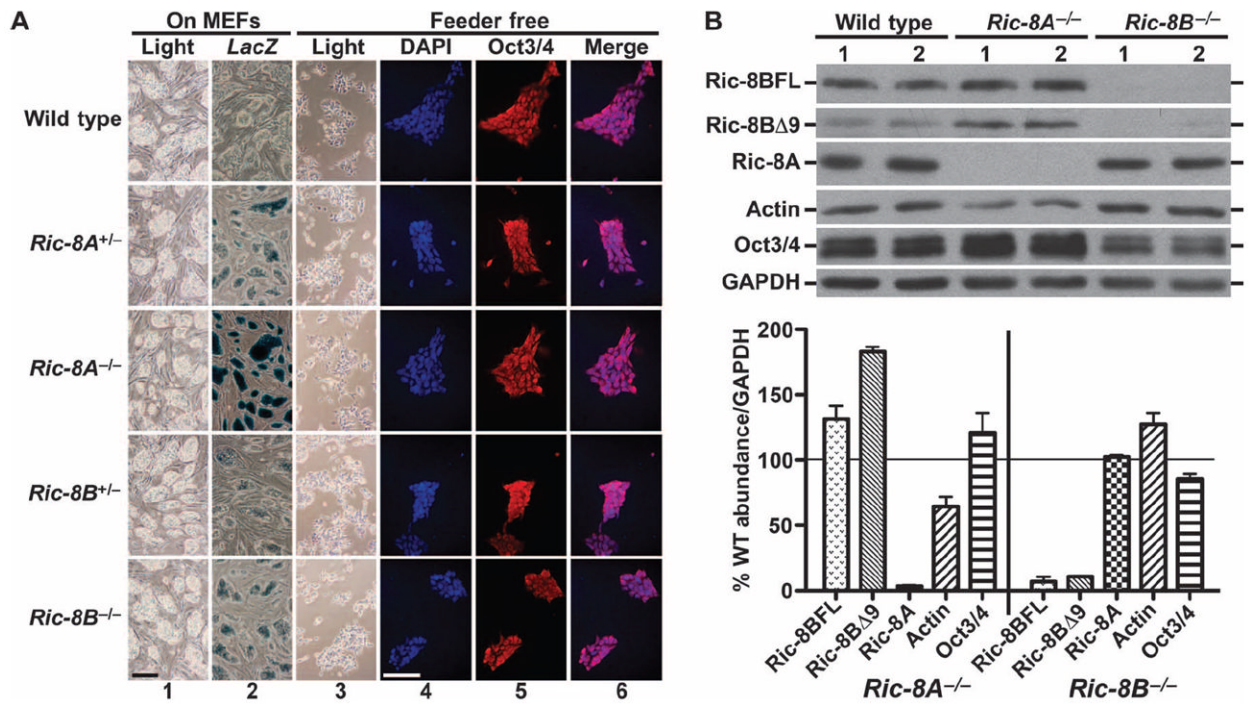 A
On MEFs Feeder free
Light LacZ Light DAPI Oct3/4 Merge
Wild type
Ric-8A+/–
Ric-8A–/–
Ric-8B+/–
Ric-8B–/–
1 2 3 4 5 6
B
Wild type Ric-8A–/– Ric-8B–/–
1 2 1 2 1 2
Ric-8BFL
Ric-8BΔ9
Ric-8A
Actin
Oct3/4
GAPDH
% WT abundance/GAPDH
200
150
100
50
0
Ric-8BFL Ric-8BΔ9 Ric-8A Actin Oct3/4 Ric-8BFL Ric-8BΔ9 Ric-8A Actin Oct3/4
Ric-8A–/– Ric-8B–/–